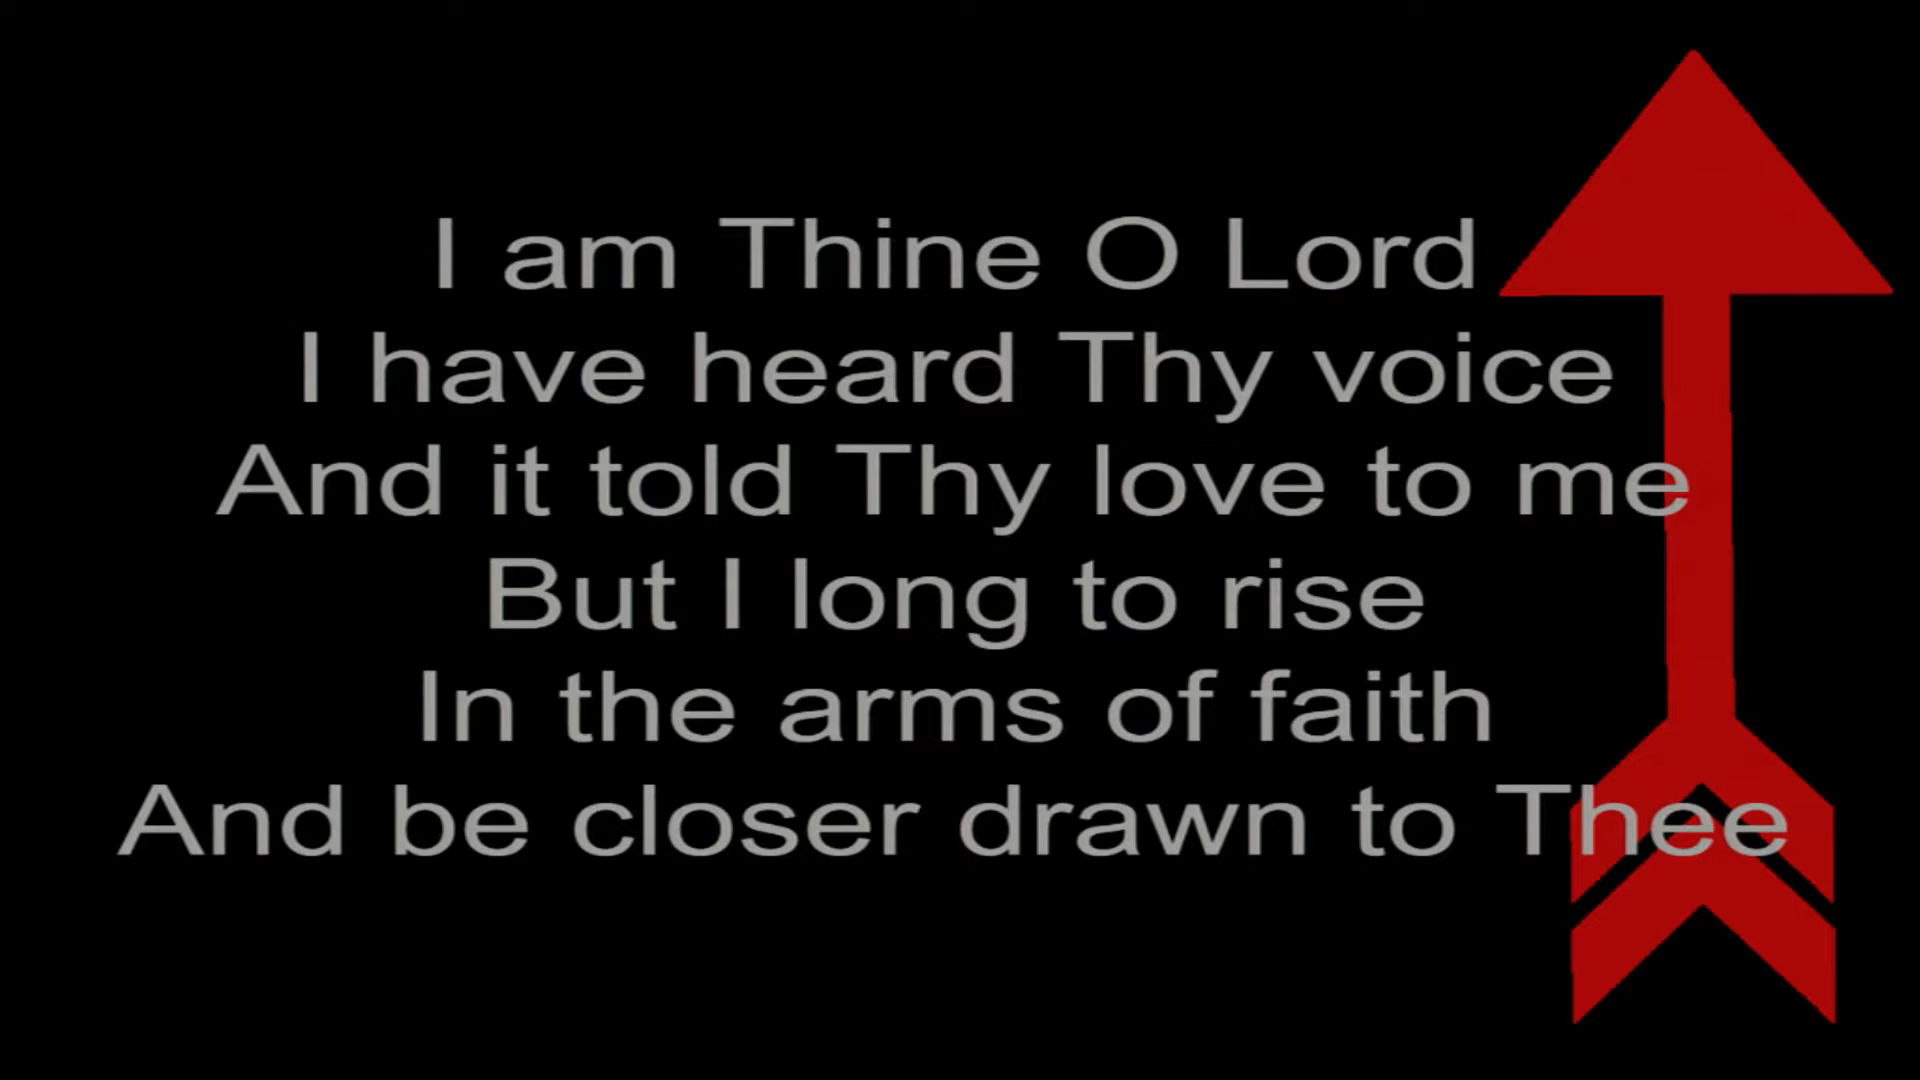 I am Thine O Lord
I have heard Thy voice
And it told Thy love to me
But I long to rise
In the arms of faith
And be closer drawn to Thee